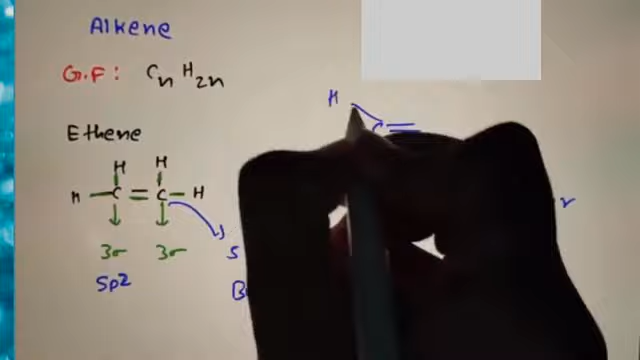 Alkene
G.F: CnH2n
Ethene
H H
H-C=C-H
3σ 3σ
Sp2
H C=